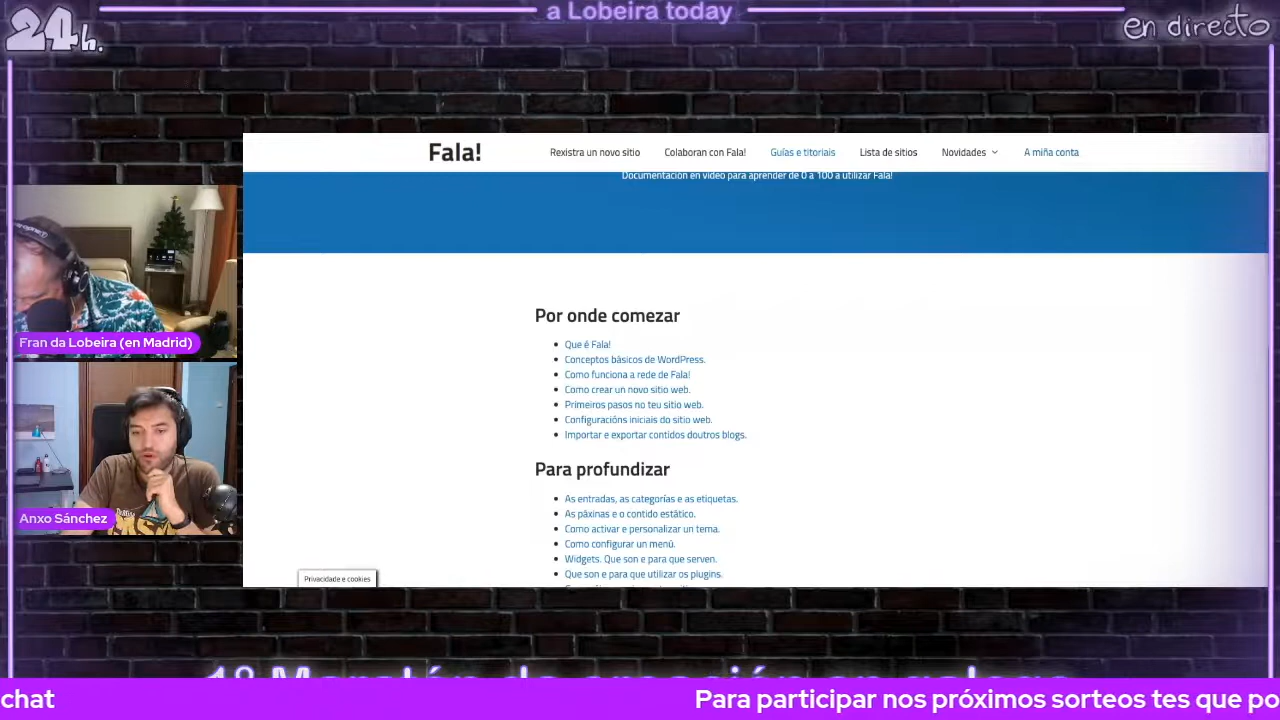 24h.
a Lobeira today
en directo
Fala!
Rexistra un novo sitio
Colaboran con Fala!
Guías e titoriais
Lista de sitios
Novidades
A miña conta
Documentación en vídeo para aprender de 0 a 100 a utilizar Fala!
Por onde comezar
Que é Fala!
Conceptos básicos de WordPress.
Como funciona a rede de Fala!
Como crear un novo sitio web.
Primeiros pasos no teu sitio web.
Configuracións iniciais do sitio web.
Importar e exportar contidos doutros blogs.
Para profundizar
As entradas, as categorías e as etiquetas.
As páxinas e o contido estático.
Como activar e personalizar un tema.
Como configurar un menú.
Widgets. Que son e para que serven.
Que son e para que utilizar os plugins.
Privacidade e cookies
Fran da Lobeira (en Madrid)
Anxo Sánchez
chat
Para participar nos próximos sorteos tes que po